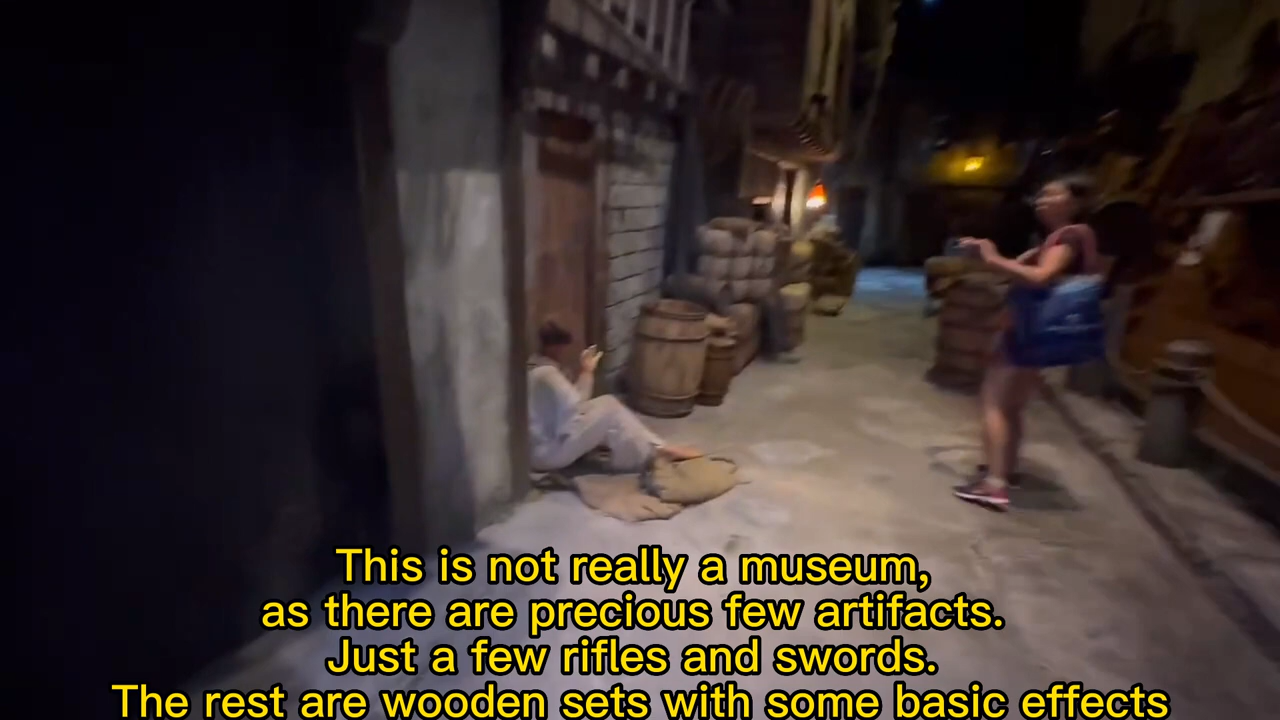 This is not really a museum,
as there are precious few artifacts.
Just a few rifles and swords.
The rest are wooden sets with some basic effects